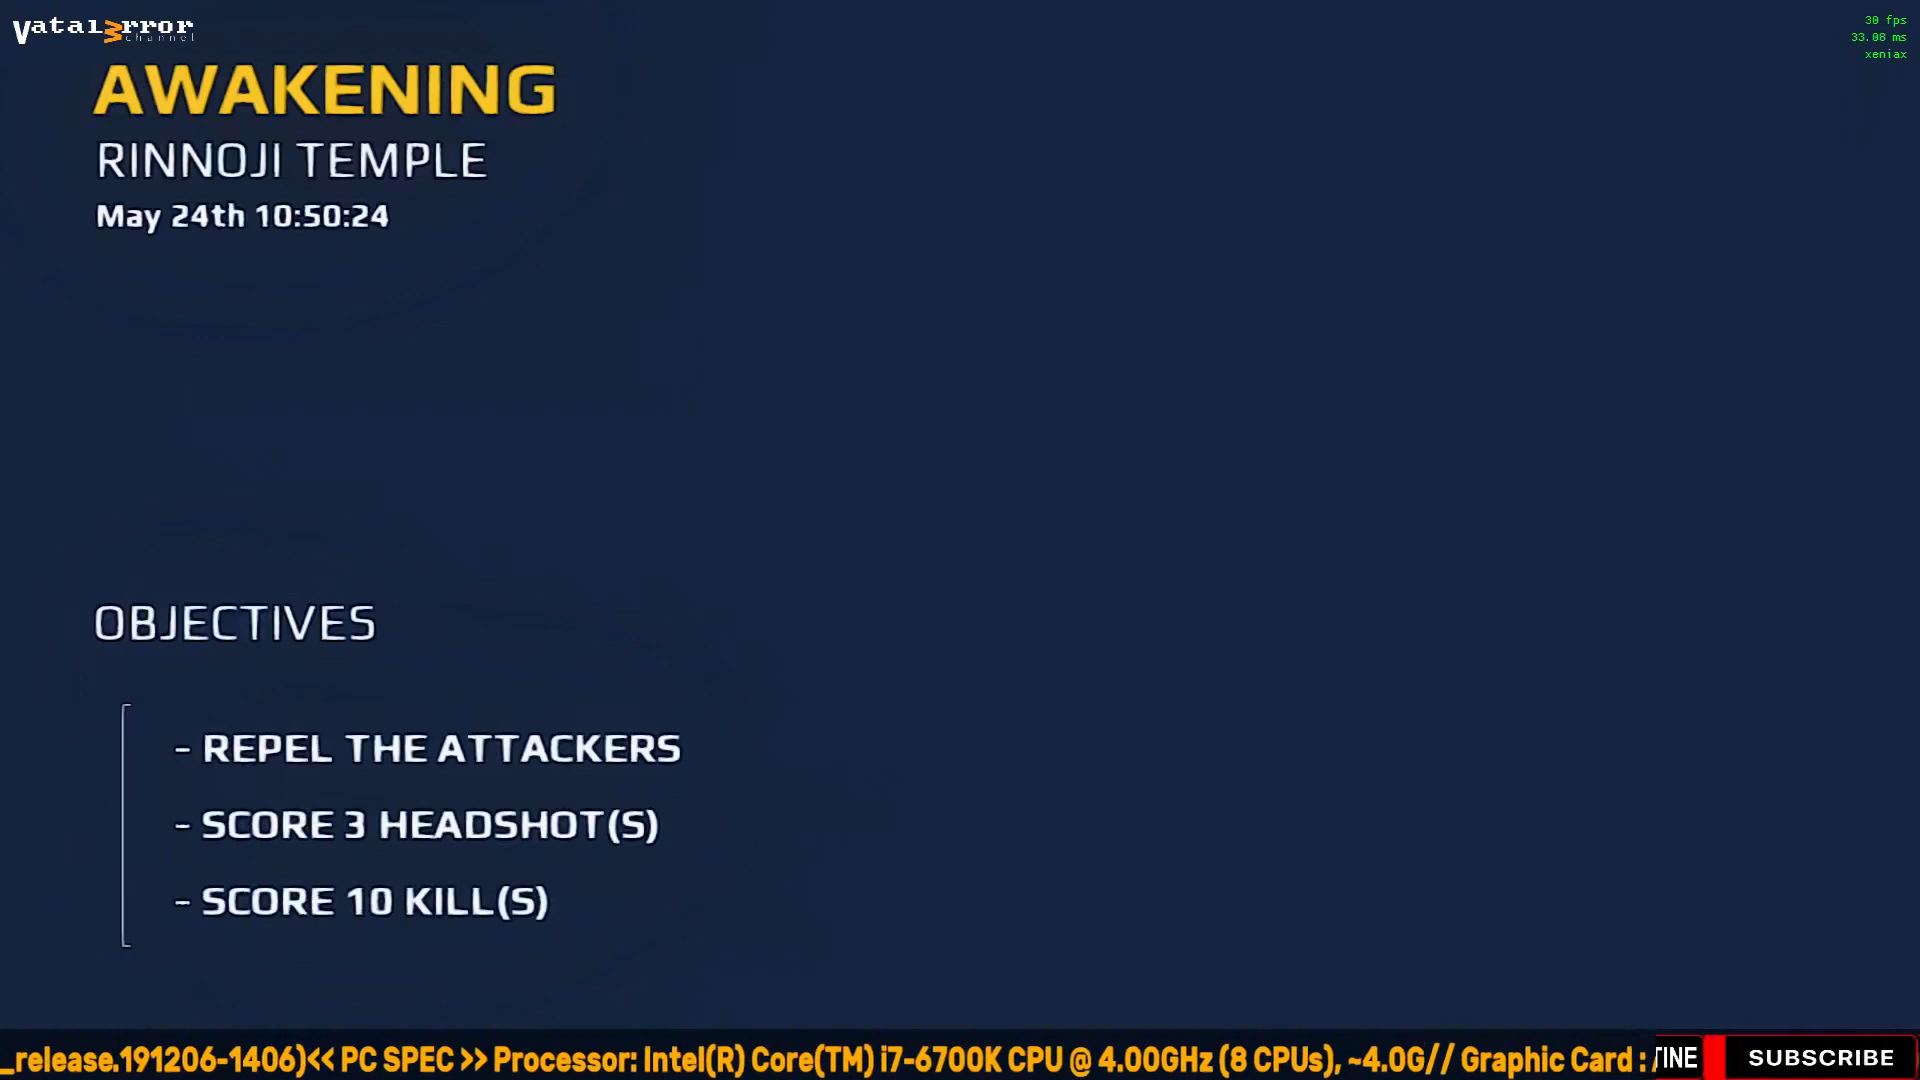 Vatal3rror
channel
30 fps
33.08 ms
xeniax
AWAKENING
RINNOJI TEMPLE
May 24th 10:50:24
OBJECTIVES
- REPEL THE ATTACKERS
- SCORE 3 HEADSHOT(S)
- SCORE 10 KILL(S)
_release.191206-1406)<< PC SPEC >> Processor: Intel(R) Core(TM) i7-6700K CPU @ 4.00GHz (8 CPUs), ~4.0G// Graphic Card :
TINE
SUBSCRIBE